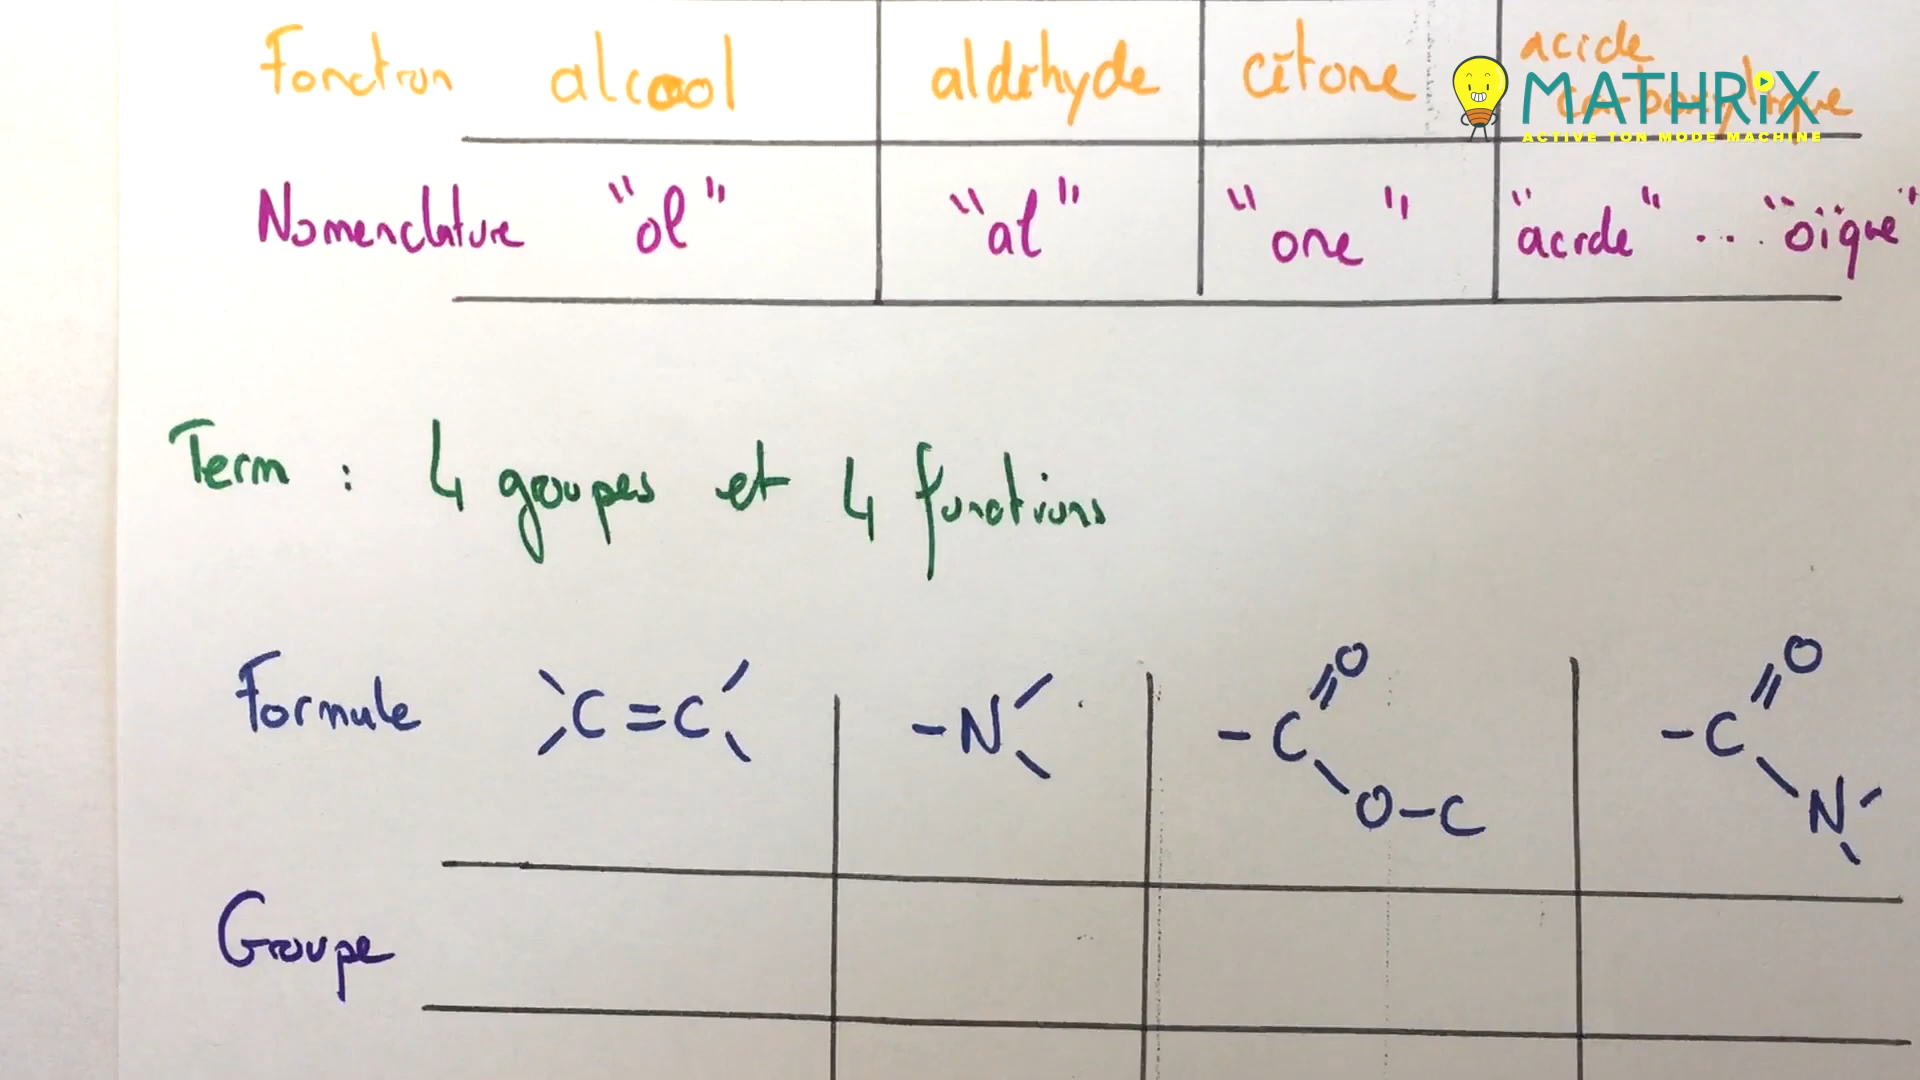 Fonction alcool aldéhyde cétone acide carboxylique
MATHRiX
ACTIVE TON MODE MACHINE
Nomenclature "ol" "al" "one" "acide" ... "oïque"
Term : 4 groupes et 4 fonctions
Formule C=C -N -C=O O-C -C=O N
Groupe